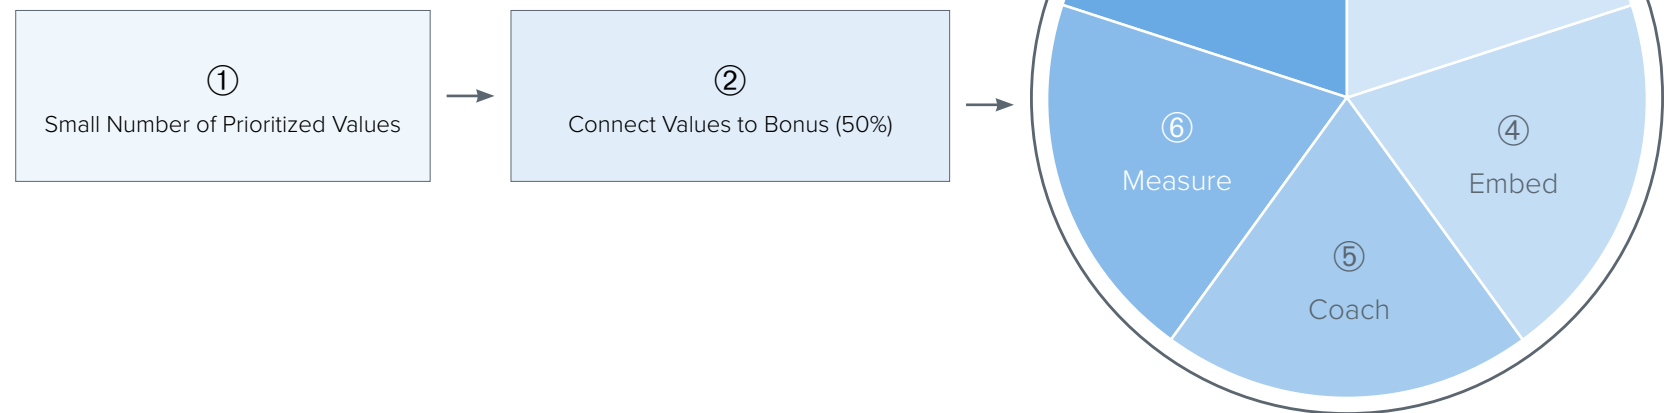 ①
Small Number of Prioritized Values
②
Connect Values to Bonus (50%)
④
Embed
⑤
Coach
⑥
Measure